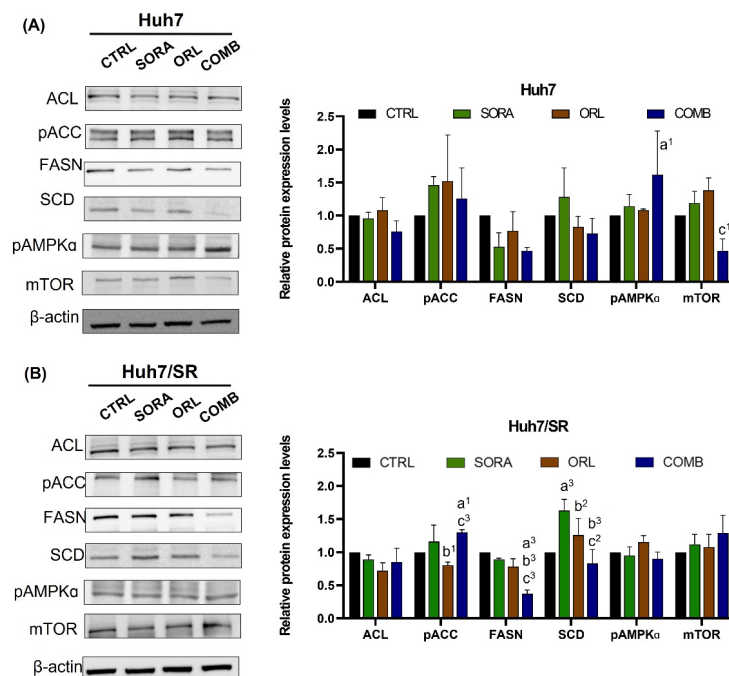 (A)
Huh7
CTRL SORA ORL COMB
ACL
pACC
FASN
SCD
pAMPKɑ
mTOR
β-actin
Huh7
CTRL SORA ORL COMB
Relative protein expression levels
2.5
2.0
1.5
1.0
0.5
0.0
a¹
c¹
ACL pACC FASN SCD pAMPKɑ mTOR
(B)
Huh7/SR
CTRL SORA ORL COMB
ACL
pACC
FASN
SCD
pAMPKɑ
mTOR
β-actin
Huh7/SR
CTRL SORA ORL COMB
Relative protein expression levels
2.5
2.0
1.5
1.0
0.5
0.0
b¹
a¹
c³
a³
b³
c³
a³
b²
b³
c²
ACL pACC FASN SCD pAMPKɑ mTOR